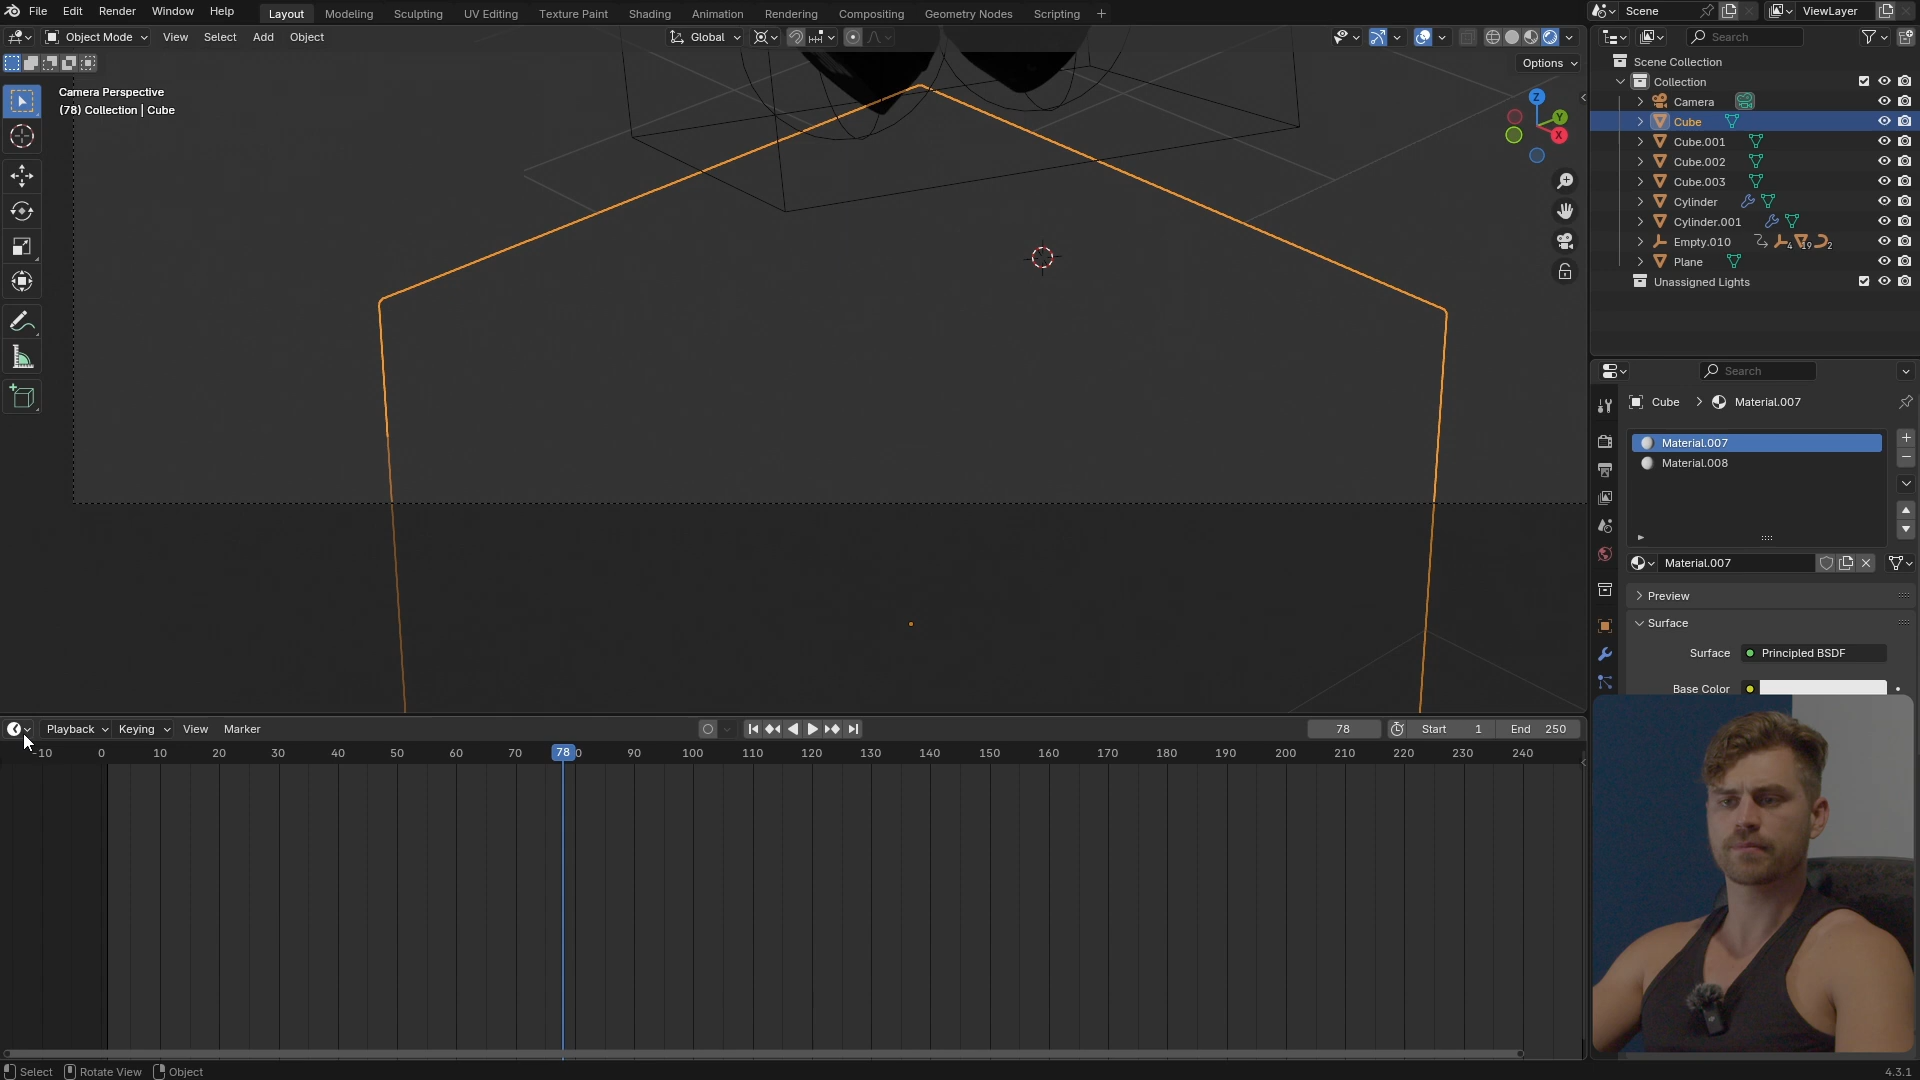 File Edit Render Window Help Layout Modeling Sculpting UV Editing Texture Paint Shading Animation Rendering Compositing Geometry Nodes Scripting + Scene ViewLayer
Object Mode View Select Add Object Global Search
Options
Camera Perspective
(78) Collection | Cube
Z
Y
X
Scene Collection
Collection
Camera
Cube
Cube.001
Cube.002
Cube.003
Cylinder
Cylinder.001
Empty.010 4 19 2
Plane
Unassigned Lights
Search
Cube > Material.007
Material.007
Material.008
Material.007
Preview
Surface
Surface Principled BSDF
Base Color
Playback Keying View Marker 78 Start 1 End 250
-10 0 10 20 30 40 50 60 70 78 0 90 100 110 120 130 140 150 160 170 180 190 200 210 220 230 240
Select Rotate View Object 4.3.1